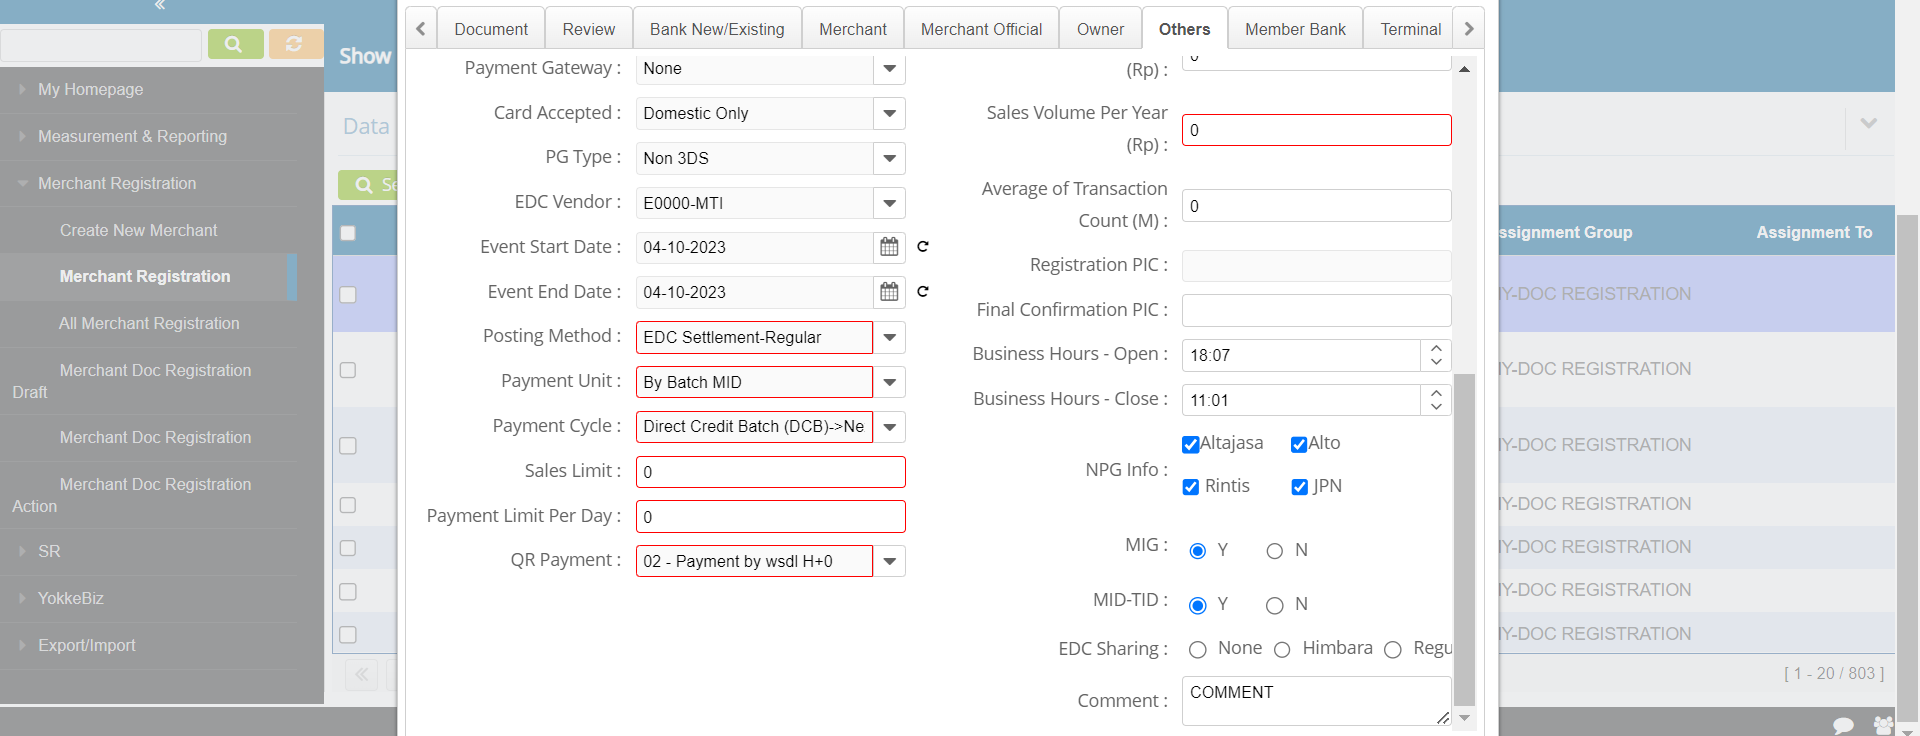 Document
Review
Bank New/Existing
Merchant
Merchant Official
Owner
Others
Member Bank
Terminal
Show
My Homepage
Measurement & Reporting
Merchant Registration
Create New Merchant
Merchant Registration
All Merchant Registration
Merchant Doc Registration
Draft
Merchant Doc Registration
Merchant Doc Registration
Action
SR
YokkeBiz
Export/Import
Data
Payment Gateway : None
Card Accepted : Domestic Only
PG Type : Non 3DS
EDC Vendor : E0000-MTI
Event Start Date : 04-10-2023
Event End Date : 04-10-2023
Posting Method : EDC Settlement-Regular
Payment Unit : By Batch MID
Payment Cycle : Direct Credit Batch (DCB)->Ne
Sales Limit : 0
Payment Limit Per Day : 0
QR Payment : 02 - Payment by wsdl H+0
(Rp) : 0
Sales Volume Per Year
(Rp) : 0
Average of Transaction
Count (M) : 0
Registration PIC :
Final Confirmation PIC :
Business Hours - Open : 18:07
Business Hours - Close : 11:01
NPG Info :
Altajasa Alto
Rintis JPN
MIG : Y N
MID-TID : Y N
EDC Sharing : None Himbara Regu
Comment : COMMENT
ssignment Group
Assignment To
IY-DOC REGISTRATION
IY-DOC REGISTRATION
IY-DOC REGISTRATION
IY-DOC REGISTRATION
IY-DOC REGISTRATION
IY-DOC REGISTRATION
IY-DOC REGISTRATION
[ 1 - 20 / 803 ]